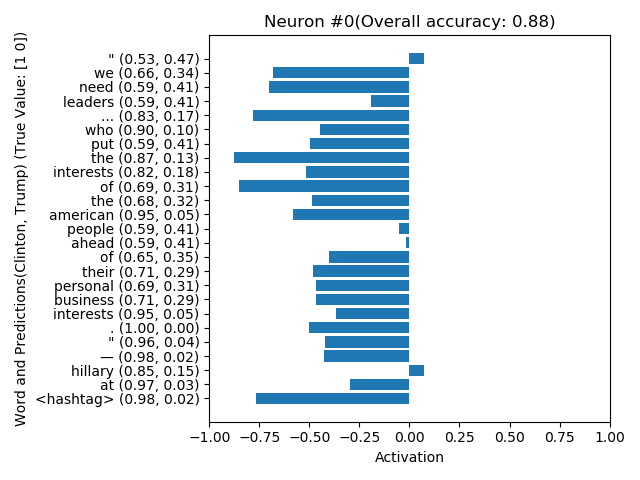 Neuron #0(Overall accuracy: 0.88)
Word and Predictions(Clinton, Trump) (True Value: [1 0])
" (0.53, 0.47)
we (0.66, 0.34)
need (0.59, 0.41)
leaders (0.59, 0.41)
... (0.83, 0.17)
who (0.90, 0.10)
put (0.59, 0.41)
the (0.87, 0.13)
interests (0.82, 0.18)
of (0.69, 0.31)
the (0.68, 0.32)
american (0.95, 0.05)
people (0.59, 0.41)
ahead (0.59, 0.41)
of (0.65, 0.35)
their (0.71, 0.29)
personal (0.69, 0.31)
business (0.71, 0.29)
interests (0.95, 0.05)
. (1.00, 0.00)
" (0.96, 0.04)
— (0.98, 0.02)
hillary (0.85, 0.15)
at (0.97, 0.03)
<hashtag> (0.98, 0.02)
−1.00 −0.75 −0.50 −0.25 0.00 0.25 0.50 0.75 1.00
Activation